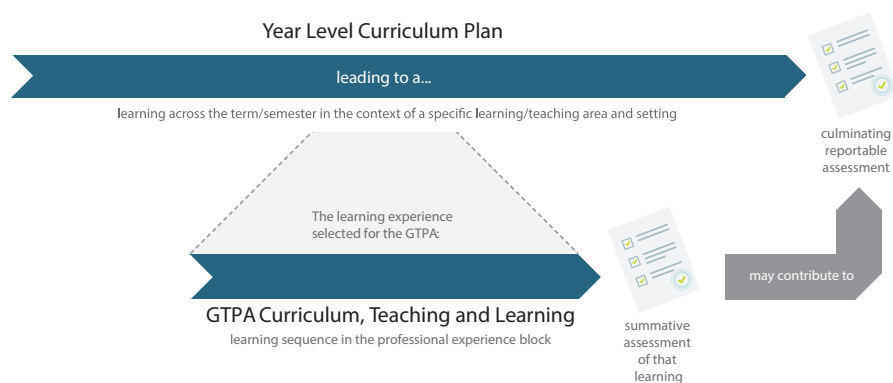 Year Level Curriculum Plan
leading to a...
learning across the term/semester in the context of a specific learning/teaching area and setting
culminating
reportable
assessment
The learning experience
selected for the GTPA:
may contribute to
GTPA Curriculum, Teaching and Learning
learning sequence in the professional experience block
summative
assessment
of that
learning